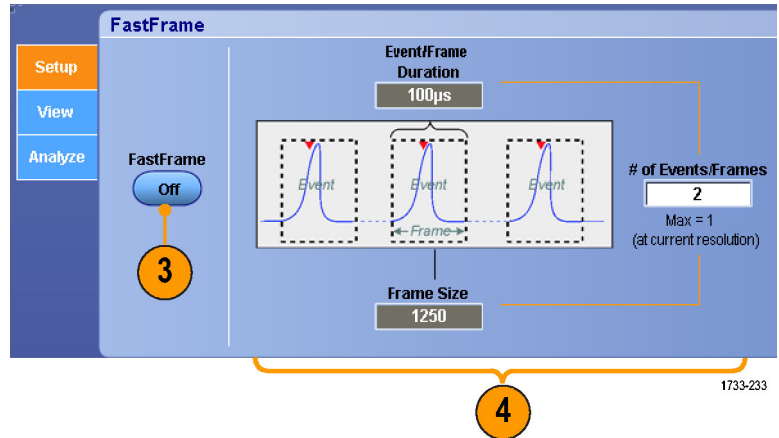 FastFrame
Setup
View
Analyze
FastFrame
Off
3
Event/Frame
Duration
100µs
Event
Event
Event
Frame
Frame Size
1250
# of Events/Frames
2
Max = 1
(at current resolution)
4
1733-233